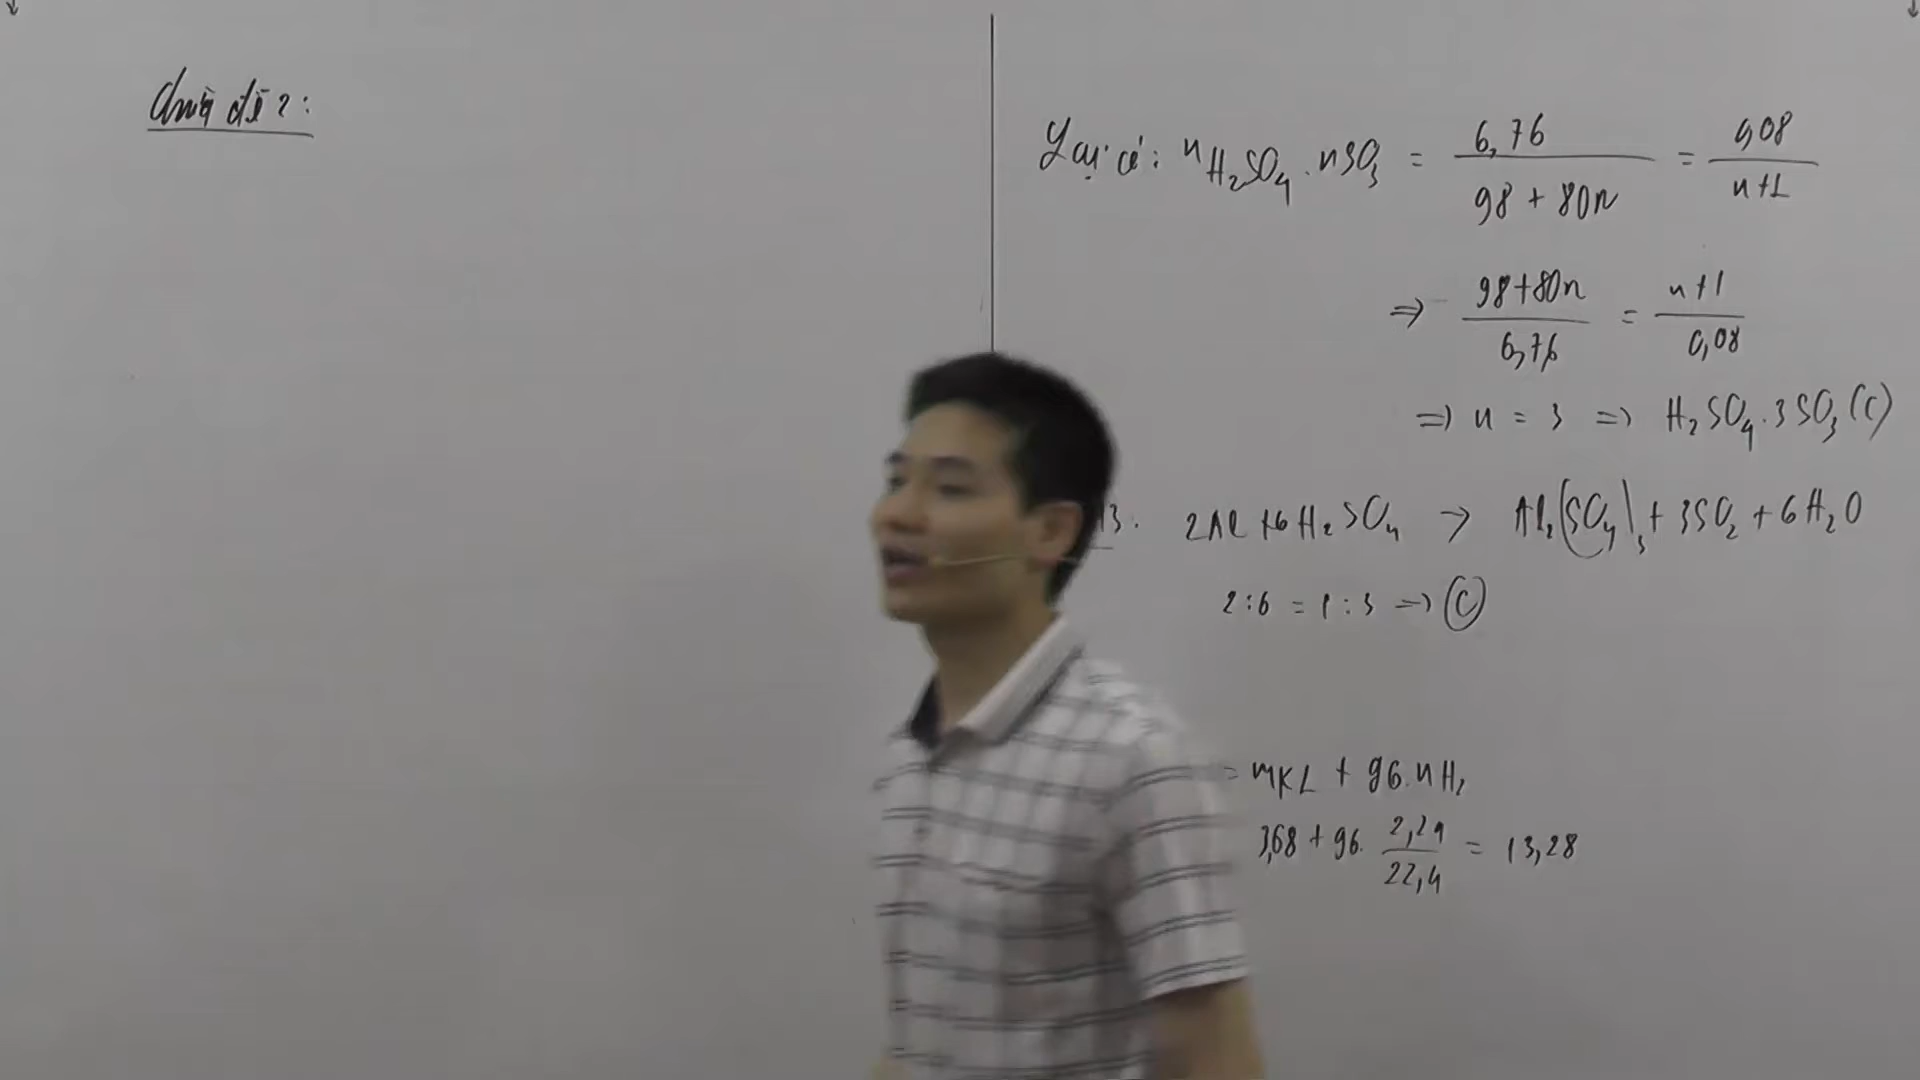 Chữa đề 2:
Lại có: nH₂SO₄.nSO₃ = 6,76 / (98 + 80n) = 0,08 / (n+1)
⇒ (98+80n) / 6,76 = (n+1) / 0,08
⇒ n = 3 ⇒ H₂SO₄.3SO₃ (C)
13. 2Al + 6H₂SO₄ → Al₂(SO₄)₃ + 3SO₂ + 6H₂O
2:6 = 1:3 → (C)
= mKL + 96.nH₂
3,68 + 96. 2,24 / 22,4 = 13,28